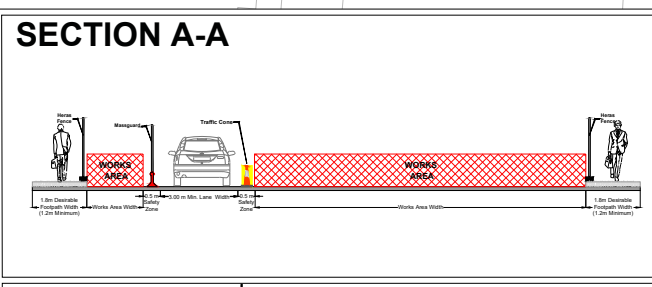 SECTION A-A
Heras
Fence
Massguard
Traffic Cone
Heras
Fence
WORKS
AREA
WORKS
AREA
1.8m Desirable
Footpath Width
(1.2m Minimum)
Works Area Width
0.5 m
Safety
Zone
3.00 m Min. Lane Width
0.5 m
Safety
Zone
Works Area Width
1.8m Desirable
Footpath Width
(1.2m Minimum)